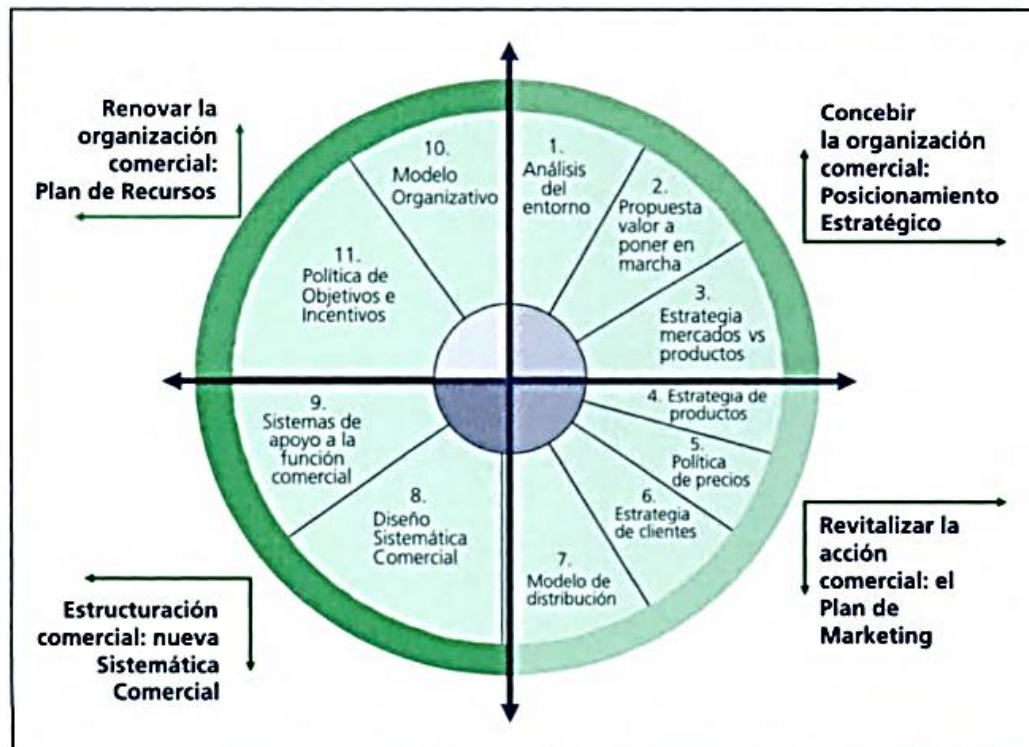 Renovar la
organización
comercial:
Plan de Recursos
Concebir
la organización
comercial:
Posicionamiento
Estratégico
10.
Modelo
Organizativo
1.
Análisis
del
entorno
2.
Propuesta
valor a
poner en
marcha
3.
Estrategia
mercados vs
productos
11.
Política de
Objetivos e
Incentivos
4. Estrategia de
productos
5.
Política
de precios
6.
Estrategia
de clientes
7.
Modelo de
distribución
8.
Diseño
Sistemática
Comercial
9.
Sistemas de
apoyo a la
función
comercial
Estructuración
comercial: nueva
Sistemática
Comercial
Revitalizar la
acción
comercial: el
Plan de
Marketing